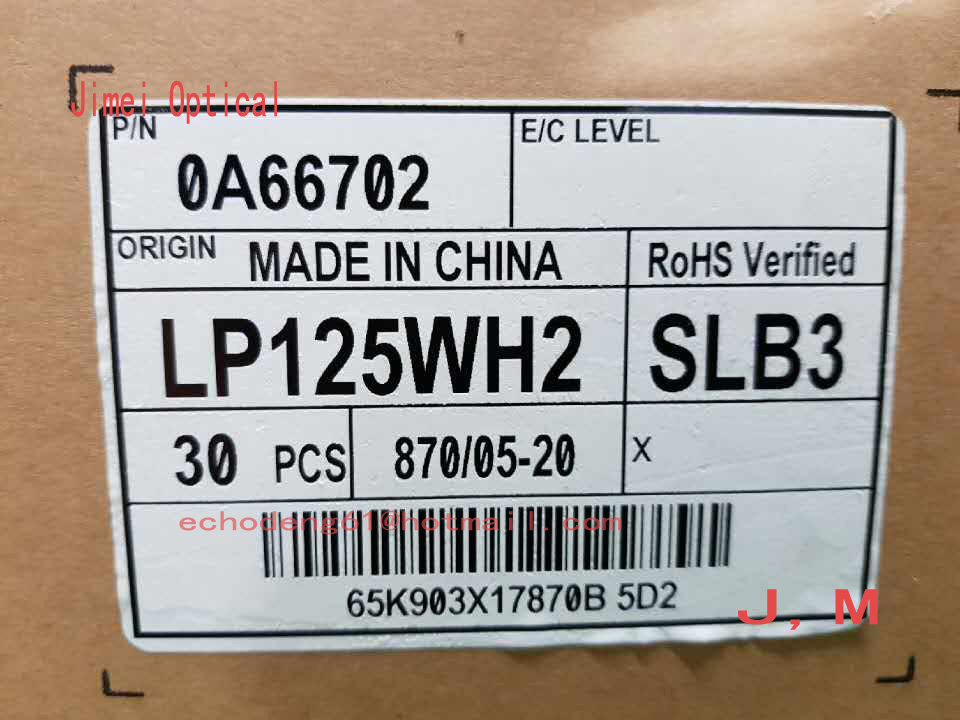 Jimei Optical
P/N
0A66702
E/C LEVEL
ORIGIN MADE IN CHINA
RoHS Verified
LP125WH2
SLB3
30 PCS
870/05-20
X
echodeng61@hotmail.com
65K903X17870B 5D2
J, M